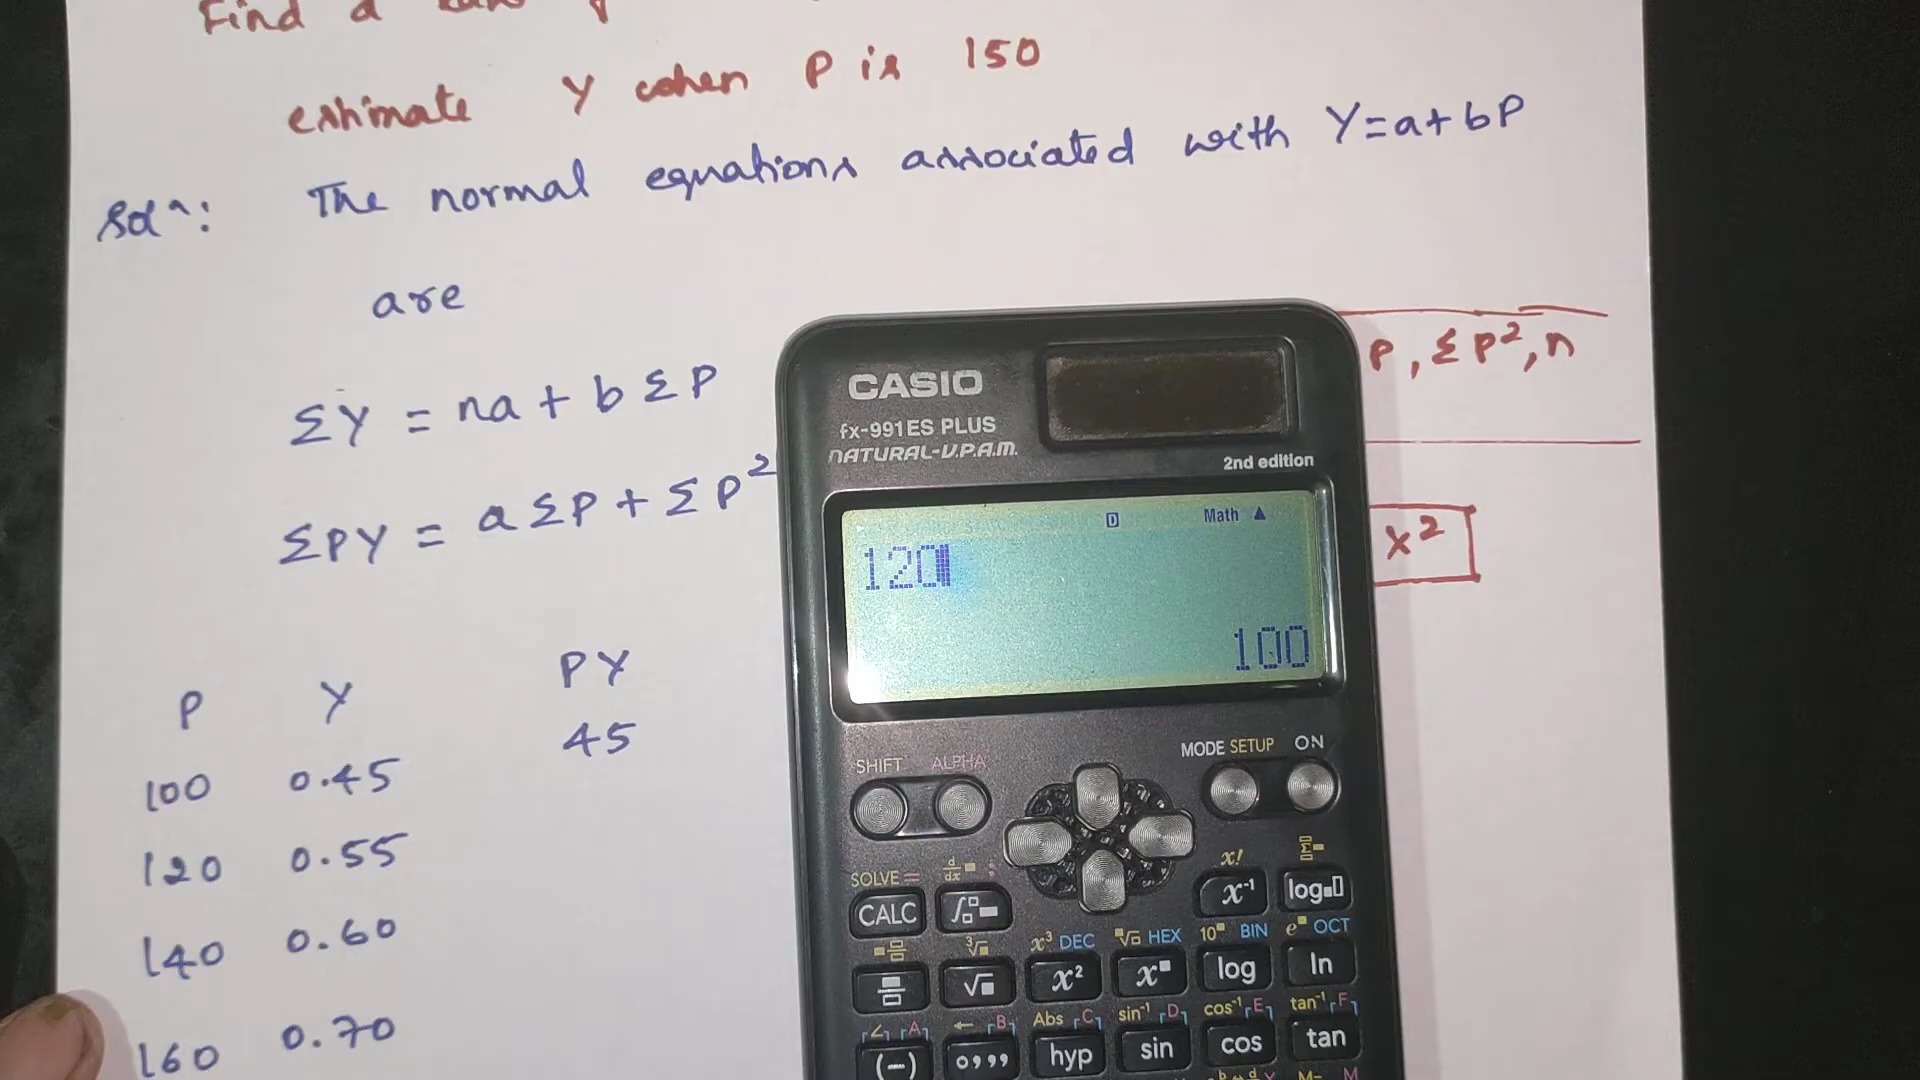 Find a
estimate Y when P is 150
Solⁿ: The normal equations associated with Y=a+bP
are
ΣY = na + bΣP
ΣPY = aΣP + ΣP²
P, ΣP², n
x²
P Y PY
100 0.45 45
120 0.55
140 0.60
160 0.70
CASIO
fx-991ES PLUS
NATURAL-V.P.A.M.
2nd edition
D Math ▲
120
100
SHIFT ALPHA MODE SETUP ON
SOLVE = d/dx : x! Σ
CALC ∫ x⁻¹ log
³√ x³ DEC √ HEX 10 BIN e OCT
√ x² x log ln
∠ A ← B Abs C sin⁻¹ D cos⁻¹ E tan⁻¹ F
(−) °,,, hyp sin cos tan
M− M